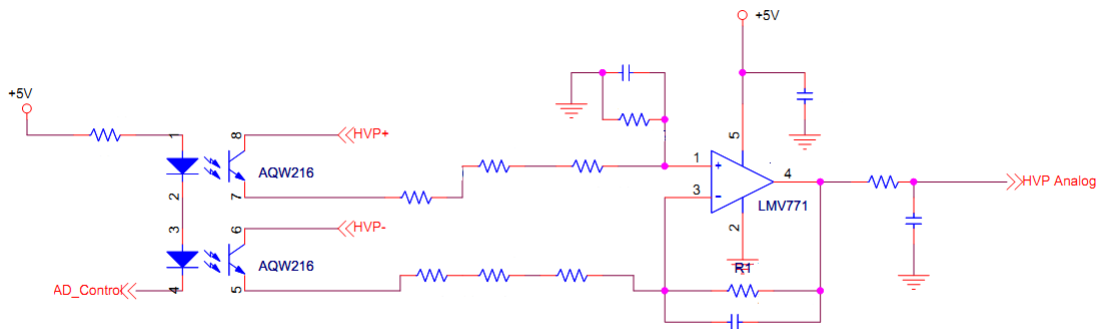 +5V
+5V
1
8
HVP+
AQW216
2
7
3
6
HVP-
AQW216
4
5
AD_Control
1
+
3
-
5
4
LMV771
2
R1
HVP Analog